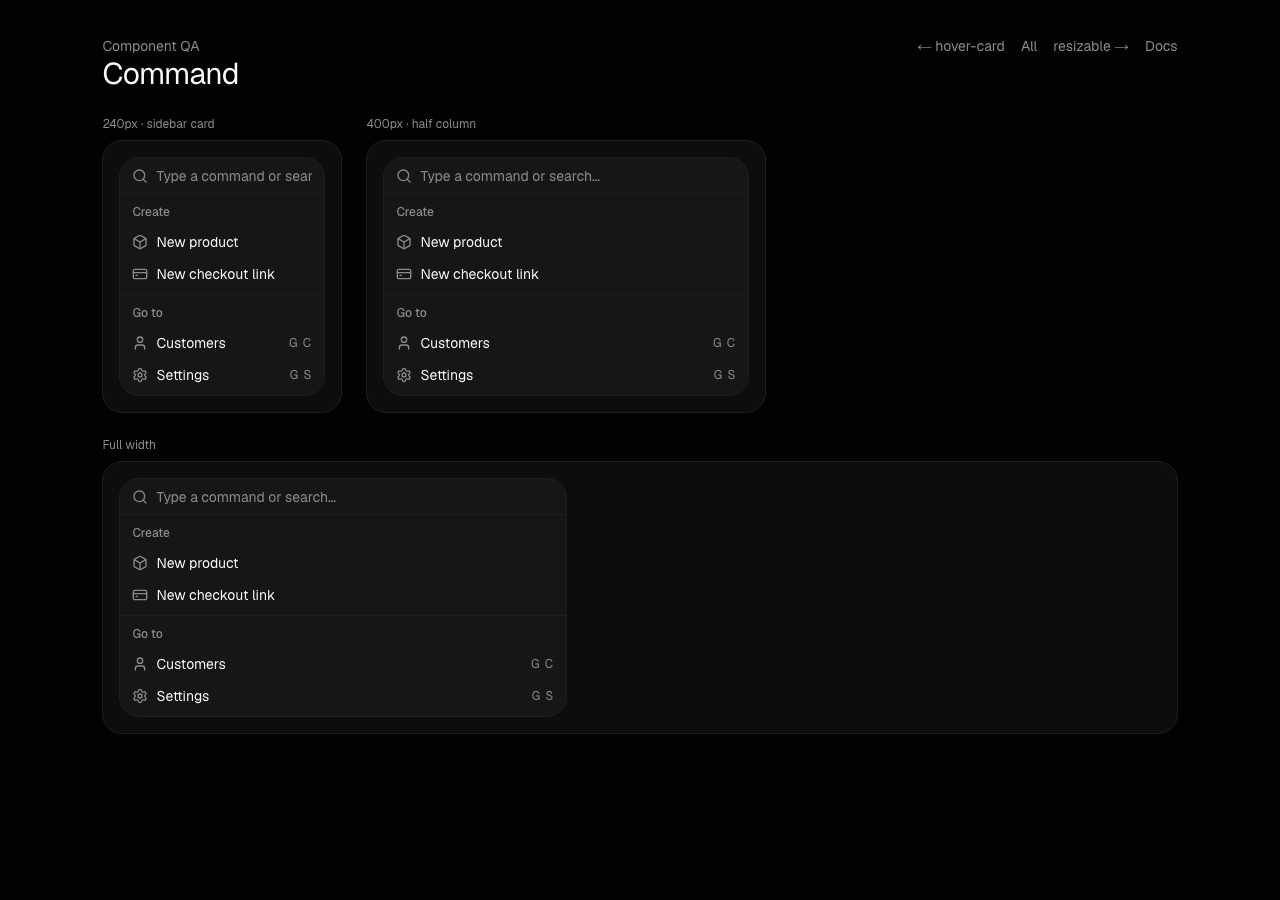 Component QA
← hover-card All resizable → Docs
Command
240px · sidebar card
Type a command or sear
Create
New product
New checkout link
Go to
Customers G C
Settings G S
400px · half column
Type a command or search...
Create
New product
New checkout link
Go to
Customers G C
Settings G S
Full width
Type a command or search...
Create
New product
New checkout link
Go to
Customers G C
Settings G S